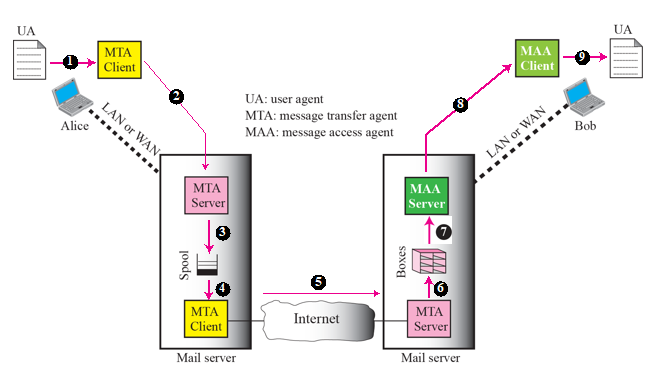 UA
1
MTA
Client
2
Alice
LAN or WAN
UA: user agent
MTA: message transfer agent
MAA: message access agent
UA
MAA
Client
9
8
Bob
LAN or WAN
MTA
Server
3
Spool
4
MTA
Client
Mail server
5
Internet
MAA
Server
7
Boxes
6
MTA
Server
Mail server